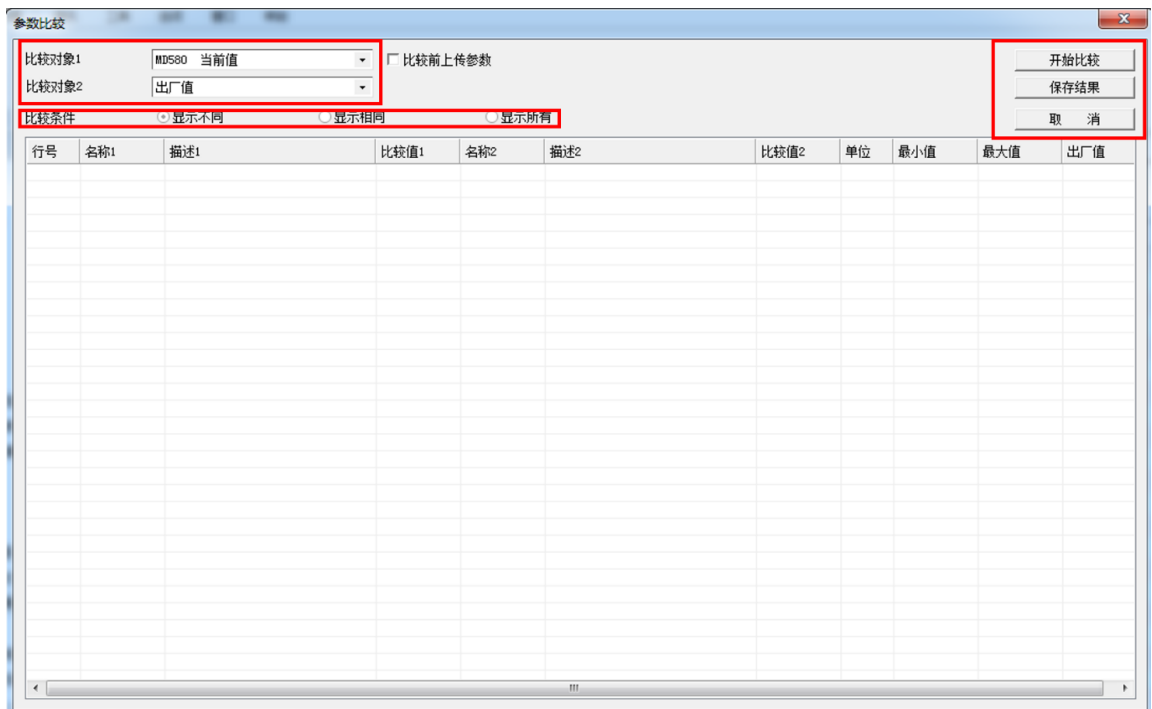 参数比较
比较对象1 MD580 当前值 比较前上传参数 开始比较
比较对象2 出厂值 保存结果
比较条件 显示不同 显示相同 显示所有 取 消
行号 名称1 描述1 比较值1 名称2 描述2 比较值2 单位 最小值 最大值 出厂值